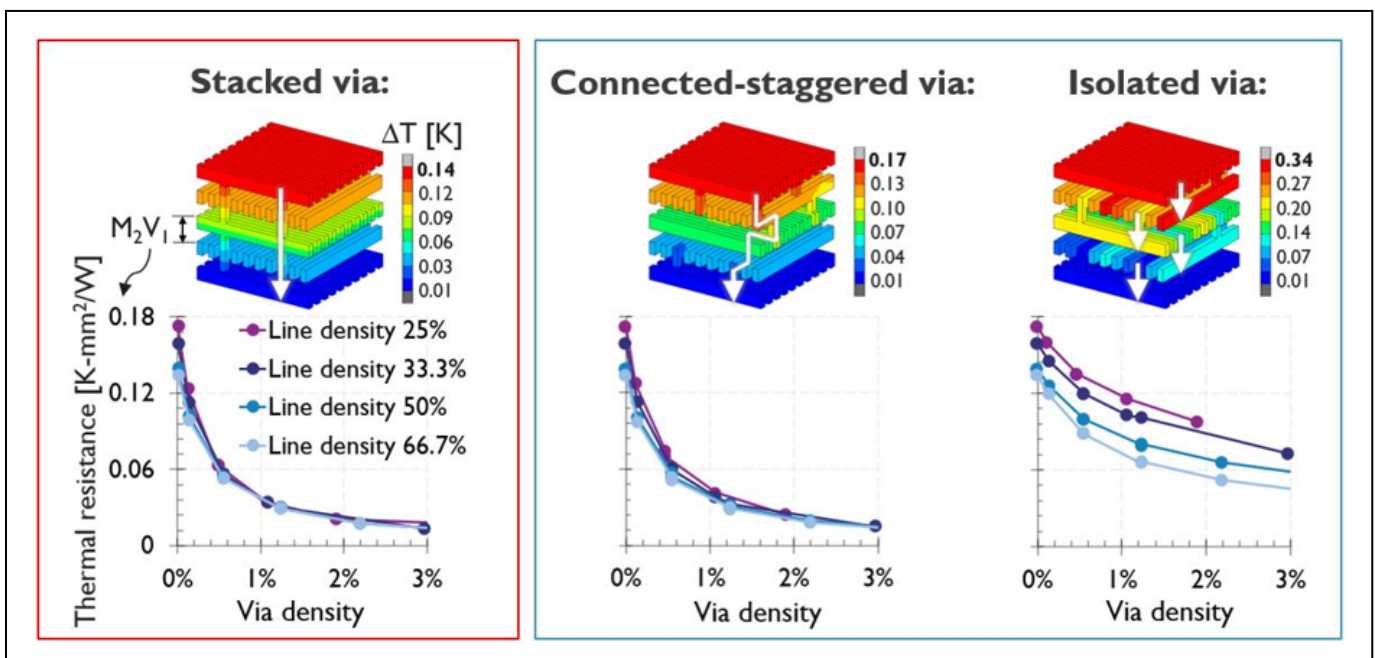 Stacked via:
ΔT [K]
0.14
0.12
0.09
0.06
0.03
0.01
M₂V₁
Thermal resistance [K-mm²/W]
0.18
0.12
0.06
0
Line density 25%
Line density 33.3%
Line density 50%
Line density 66.7%
0% 1% 2% 3%
Via density
Connected-staggered via:
0.17
0.13
0.10
0.07
0.04
0.01
0% 1% 2% 3%
Via density
Isolated via:
0.34
0.27
0.20
0.14
0.07
0.01
0% 1% 2% 3%
Via density